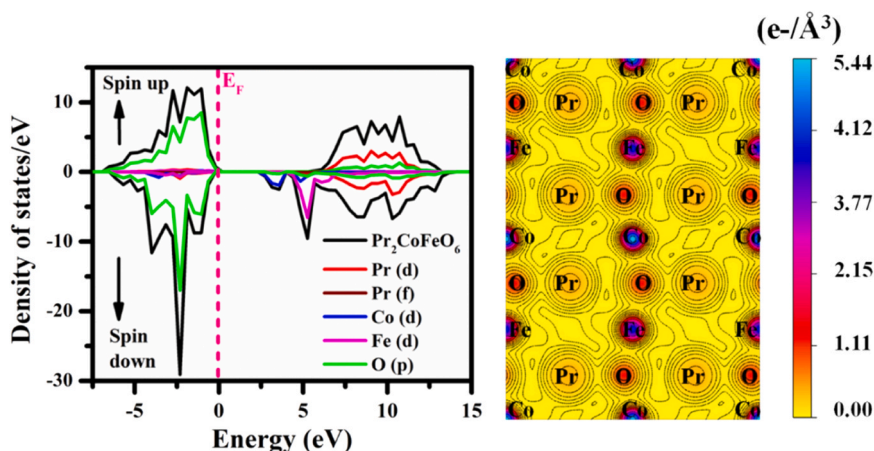 (e-/Å³)
Spin up
E_F
Density of states/eV
10
0
-10
-20
-30
Spin
down
Pr₂CoFeO₆
Pr (d)
Pr (f)
Co (d)
Fe (d)
O (p)
-5 0 5 10 15
Energy (eV)
Co Co Co
O Pr O Pr O
Fe Fe Fe
Pr O Pr
Co Co Co
O Pr O Pr O
Fe Fe Fe
Pr O Pr O
Co Co Co
5.44
4.12
3.77
2.15
1.11
0.00